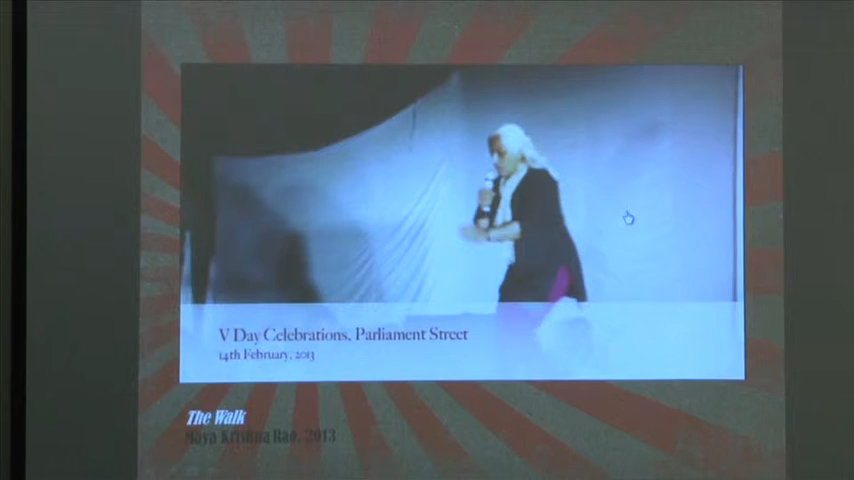 V Day Celebrations, Parliament Street
14th February, 2013
The Walk
Maya Krishna Rao, 2013